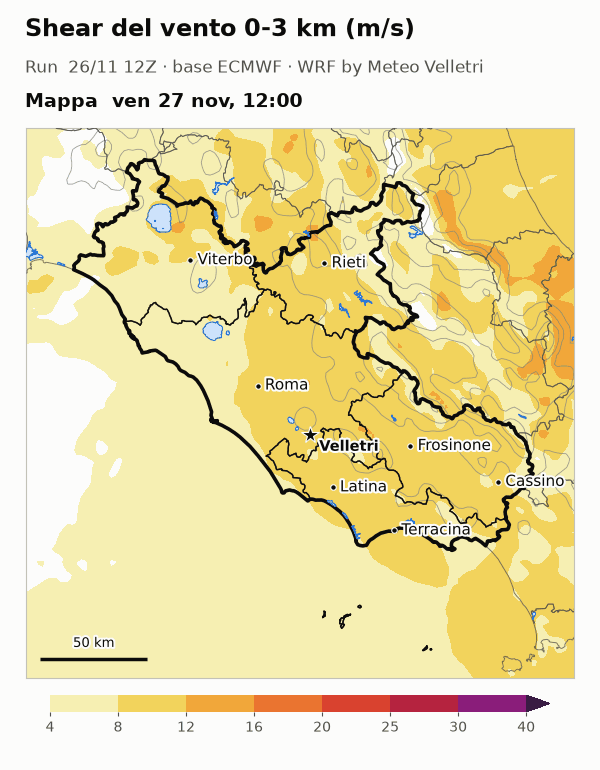 Shear del vento 0-3 km (m/s)
Run  26/11 12Z · base ECMWF · WRF by Meteo Velletri
Mappa  ven 27 nov, 12:00
Viterbo
Rieti
Roma
Velletri
Frosinone
Cassino
Latina
Terracina
50 km
4 8 12 16 20 25 30 40